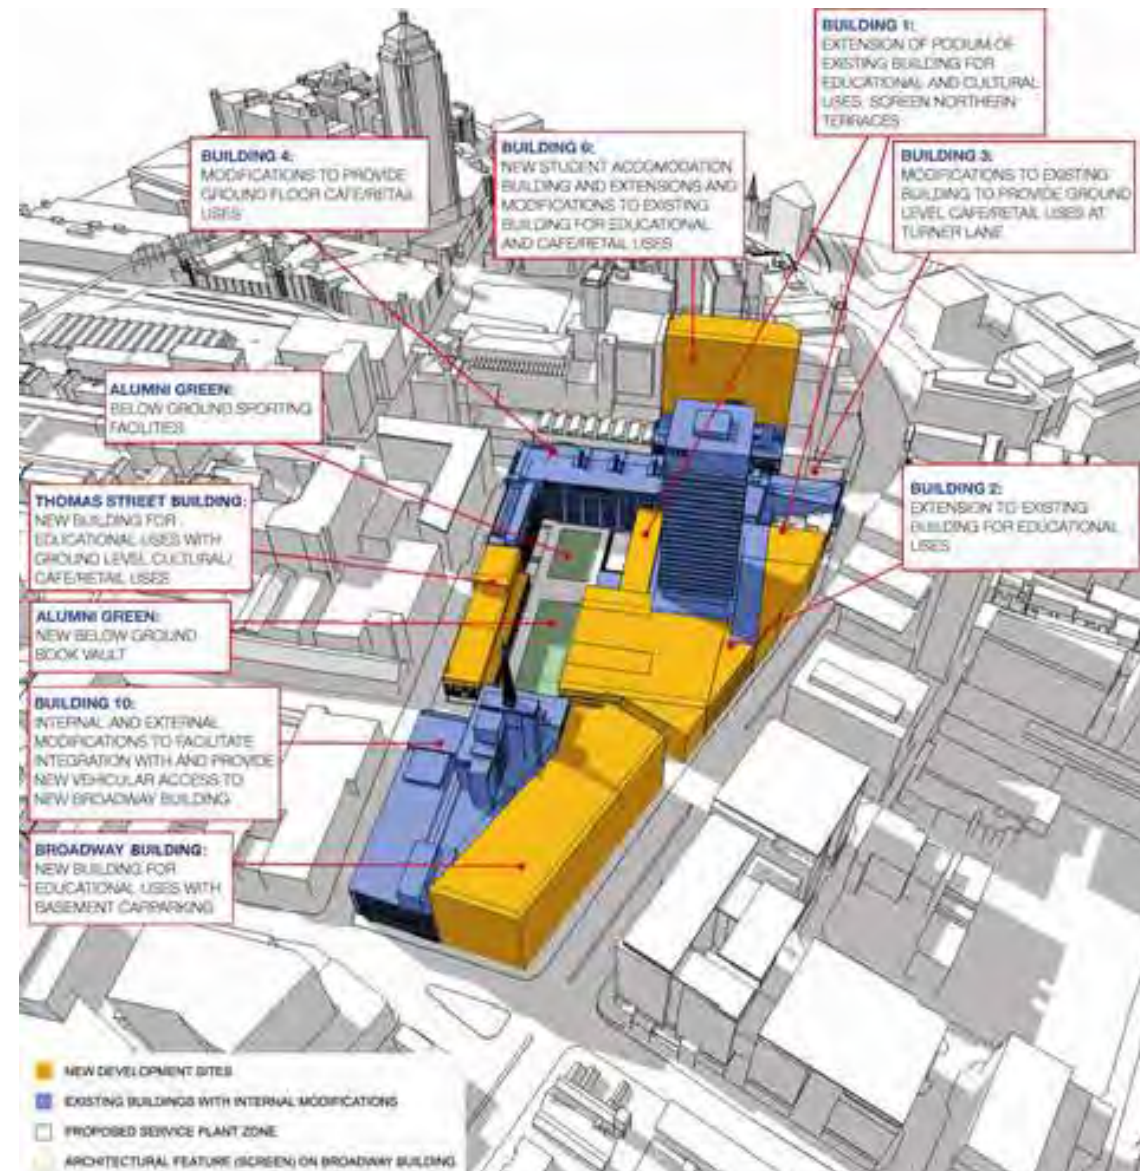 BUILDING 1:
EXTENSION OF PODIUM OF
EXISTING BUILDING FOR
EDUCATIONAL AND CULTURAL
USES, SCREEN NORTHERN
TERRACES
BUILDING 4:
MODIFICATIONS TO PROVIDE
GROUND FLOOR CAFE/RETAIL
USES
BUILDING 6:
NEW STUDENT ACCOMODATION
BUILDING AND EXTENSIONS AND
MODIFICATIONS TO EXISTING
BUILDING FOR EDUCATIONAL
AND CAFE/RETAIL USES
BUILDING 3:
MODIFICATIONS TO EXISTING
BUILDING TO PROVIDE GROUND
LEVEL CAFE/RETAIL USES AT
TURNER LANE
ALUMNI GREEN:
BELOW GROUND SPORTING
FACILITIES
THOMAS STREET BUILDING:
NEW BUILDING FOR
EDUCATIONAL USES WITH
GROUND LEVEL CULTURAL/
CAFE/RETAIL USES
BUILDING 2:
EXTENSION TO EXISTING
BUILDING FOR EDUCATIONAL
USES
ALUMNI GREEN:
NEW BELOW GROUND
BOOK VAULT
BUILDING 10:
INTERNAL AND EXTERNAL
MODIFICATIONS TO FACILITATE
INTEGRATION WITH AND PROVIDE
NEW VEHICULAR ACCESS TO
NEW BROADWAY BUILDING
BROADWAY BUILDING:
NEW BUILDING FOR
EDUCATIONAL USES WITH
BASEMENT CARPARKING
NEW DEVELOPMENT SITES
EXISTING BUILDINGS WITH INTERNAL MODIFICATIONS
PROPOSED SERVICE PLANT ZONE
ARCHITECTURAL FEATURE (SCREEN) ON BROADWAY BUILDING